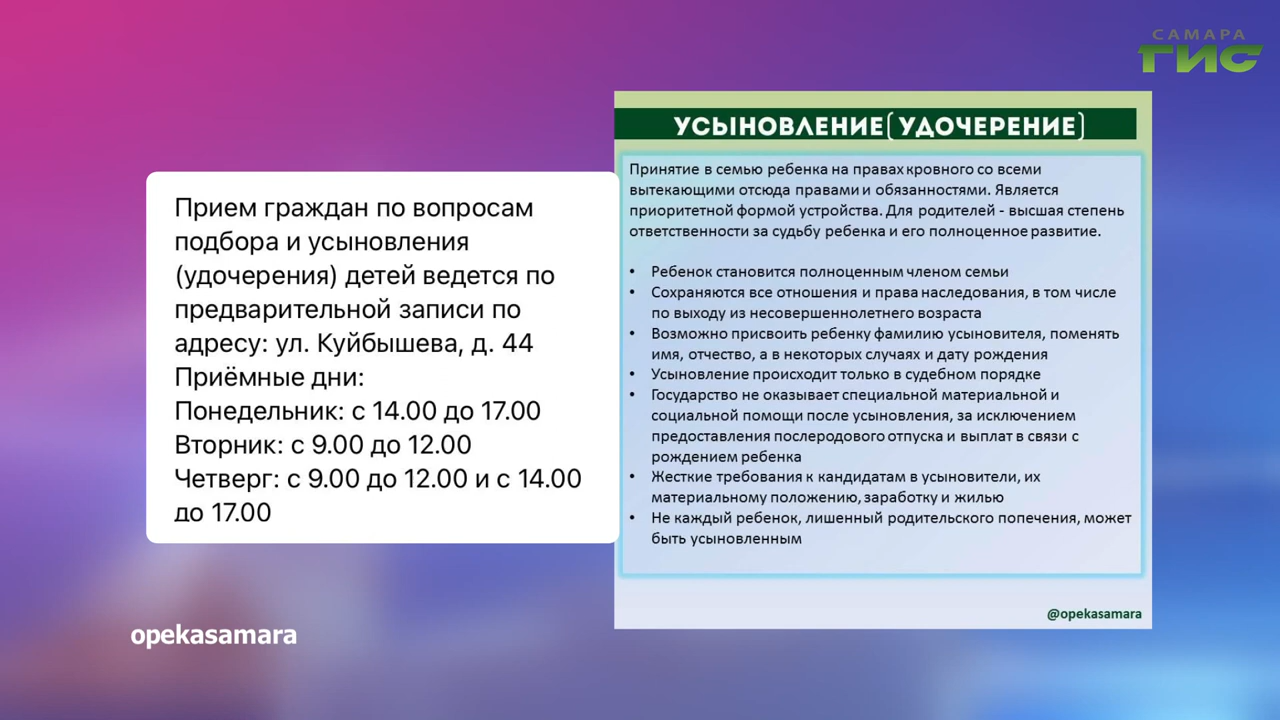 САМАРА
ГИС
УСЫНОВЛЕНИЕ(УДОЧЕРЕНИЕ)
Прием граждан по вопросам
подбора и усыновления
(удочерения) детей ведется по
предварительной записи по
адресу: ул. Куйбышева, д. 44
Приёмные дни:
Понедельник: с 14.00 до 17.00
Вторник: с 9.00 до 12.00
Четверг: с 9.00 до 12.00 и с 14.00
до 17.00
Принятие в семью ребенка на правах кровного со всеми
вытекающими отсюда правами и обязанностями. Является
приоритетной формой устройства. Для родителей - высшая степень
ответственности за судьбу ребенка и его полноценное развитие.
• Ребенок становится полноценным членом семьи
• Сохраняются все отношения и права наследования, в том числе
по выходу из несовершеннолетнего возраста
• Возможно присвоить ребенку фамилию усыновителя, поменять
имя, отчество, а в некоторых случаях и дату рождения
• Усыновление происходит только в судебном порядке
• Государство не оказывает специальной материальной и
социальной помощи после усыновления, за исключением
предоставления послеродового отпуска и выплат в связи с
рождением ребенка
• Жесткие требования к кандидатам в усыновители, их
материальному положению, заработку и жилью
• Не каждый ребенок, лишенный родительского попечения, может
быть усыновленным
@opekasamara
opekasamara